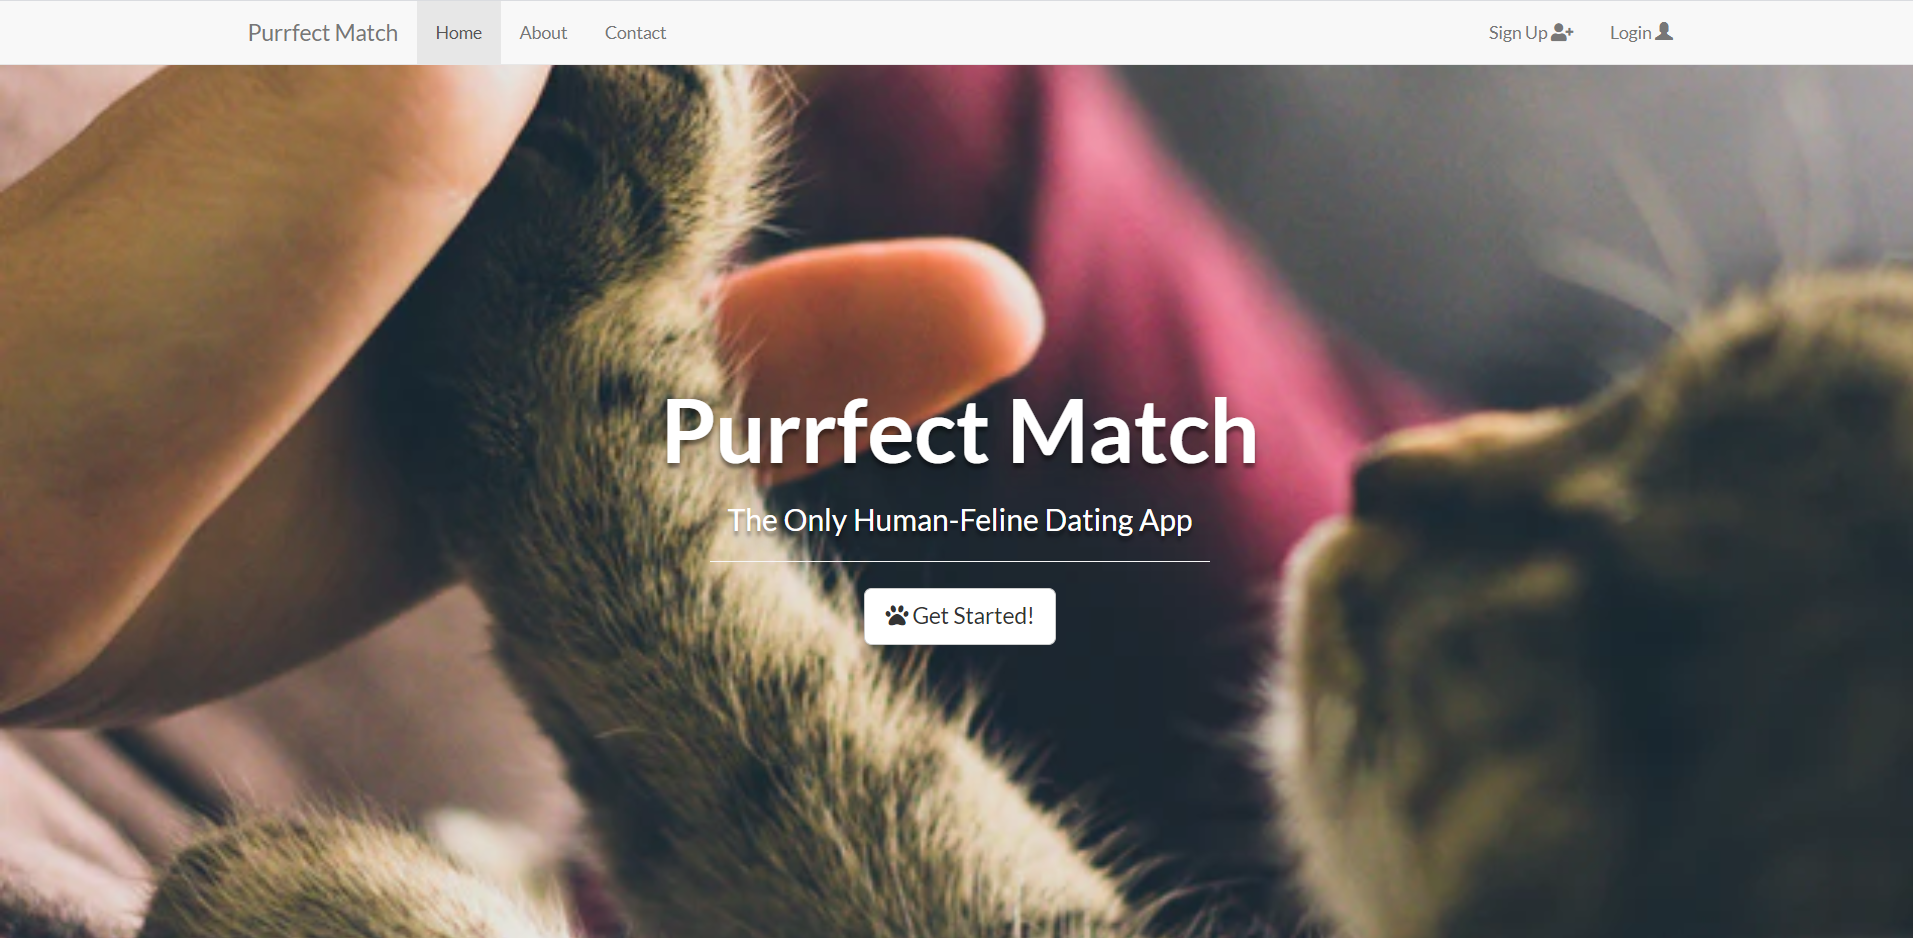 Purrfect Match Home About Contact Sign Up Login
Purrfect Match
The Only Human-Feline Dating App
Get Started!